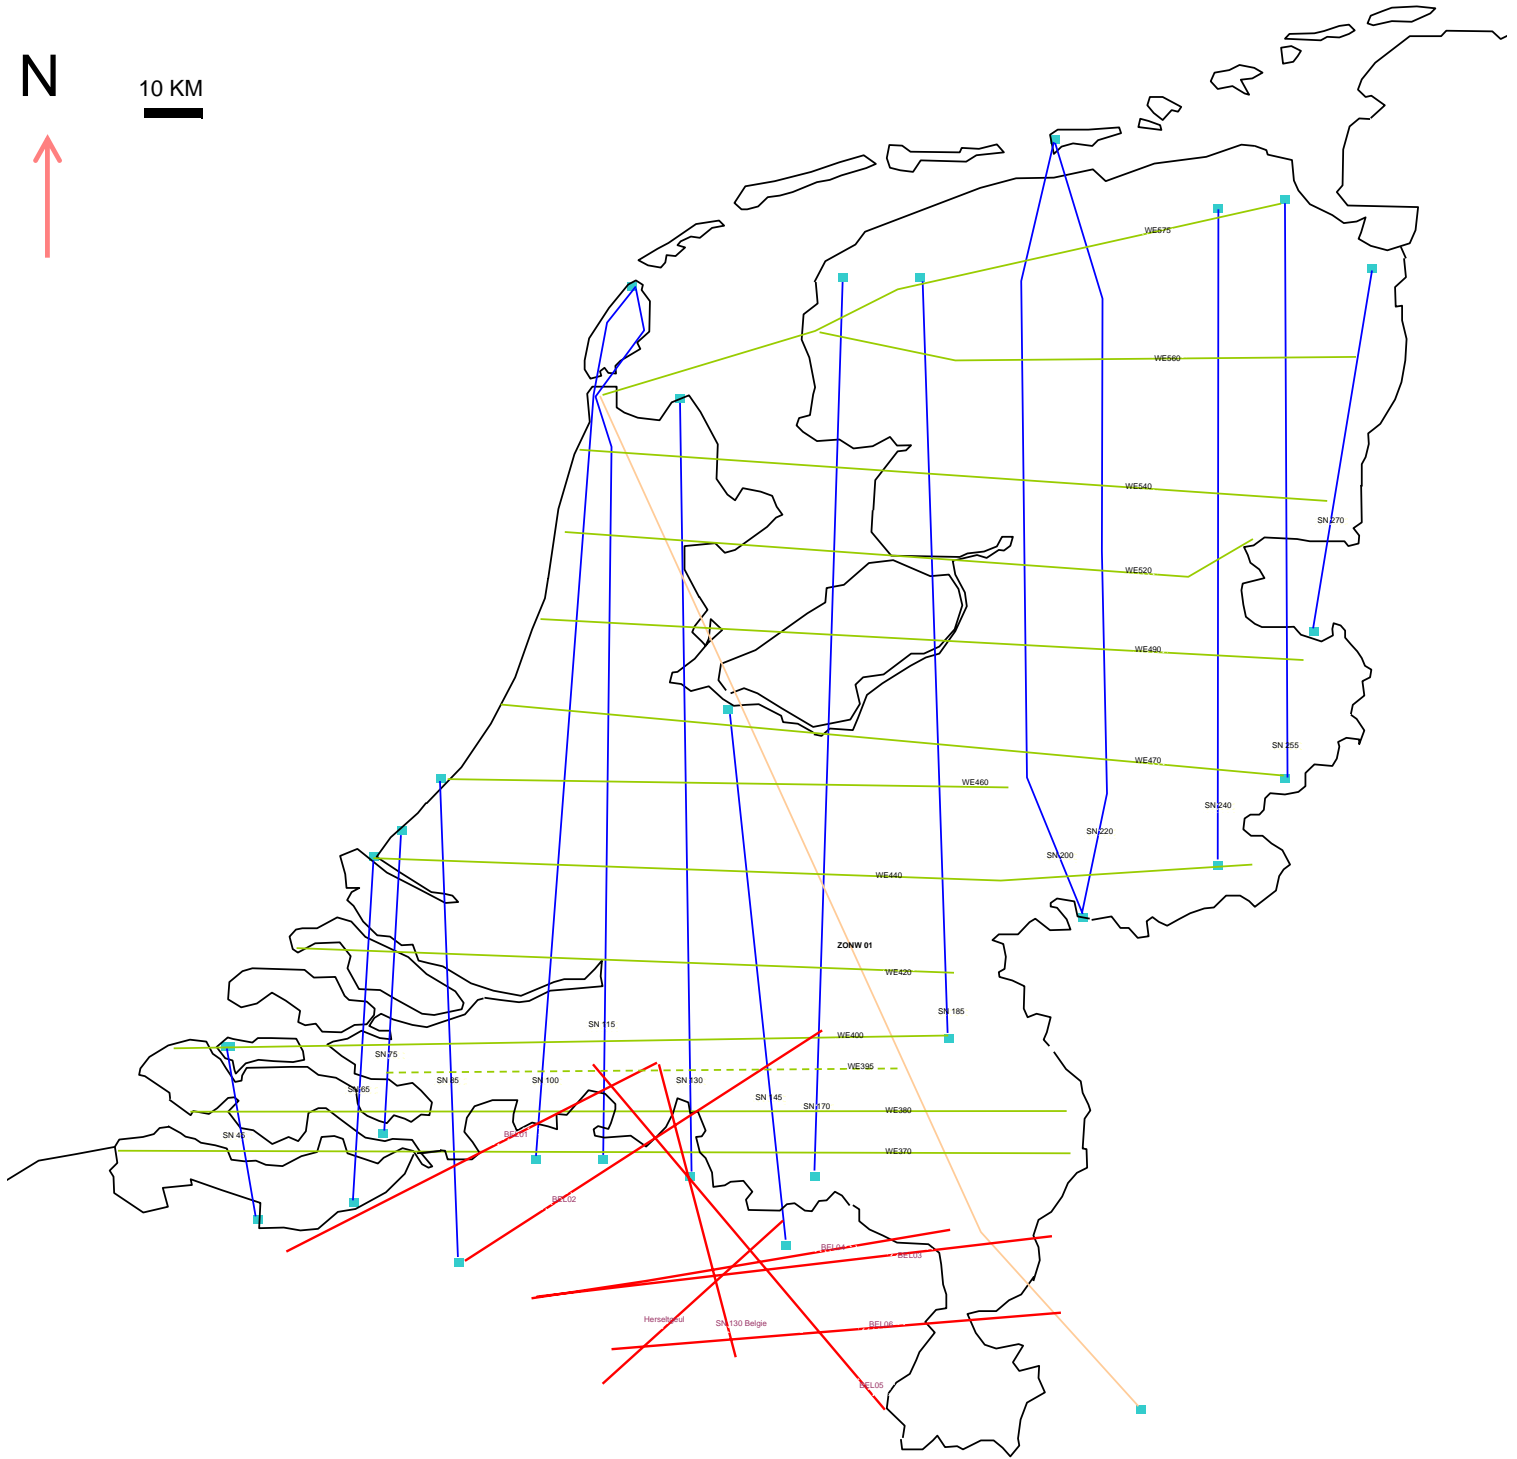 N
10 KM
WE575
WE560
WE540
SN 270
WE520
WE490
SN 255
WE470
WE460
SN 240
SN 220
SN 200
WE440
ZONW 01
WE420
SN 185
SN 115
WE400
SN 75
WE395
SN 65
SN 85
SN 100
SN 130
SN 145
SN 170
WE380
SN 45
BEL01
WE370
BEL02
BEL04
BEL03
Herseltgeul
SN 130 Belgie
BEL06
BEL05